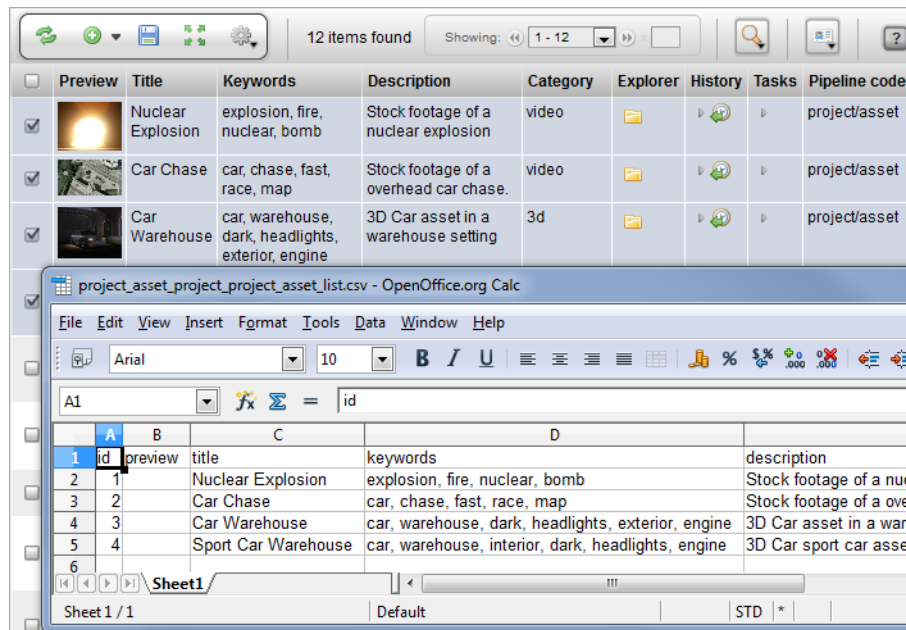 12 items found Showing: 1 - 12 x ?
Preview Title Keywords Description Category Explorer History Tasks Pipeline code
Nuclear Explosion explosion, fire, nuclear, bomb Stock footage of a nuclear explosion video project/asset
Car Chase car, chase, fast, race, map Stock footage of a overhead car chase. video project/asset
Car Warehouse car, warehouse, dark, headlights, exterior, engine 3D Car asset in a warehouse setting 3d project/asset
project_asset_project_project_asset_list.csv - OpenOffice.org Calc
File Edit View Insert Format Tools Data Window Help
Arial 10 B I U % $% .000 .000
A1 fx Σ = id
A B C D
1 id preview title keywords description
2 1 Nuclear Explosion explosion, fire, nuclear, bomb Stock footage of a nuc
3 2 Car Chase car, chase, fast, race, map Stock footage of a ove
4 3 Car Warehouse car, warehouse, dark, headlights, exterior, engine 3D Car asset in a war
5 4 Sport Car Warehouse car, warehouse, interior, dark, headlights, engine 3D Car sport car asse
6
Sheet1
Sheet 1 / 1 Default STD *